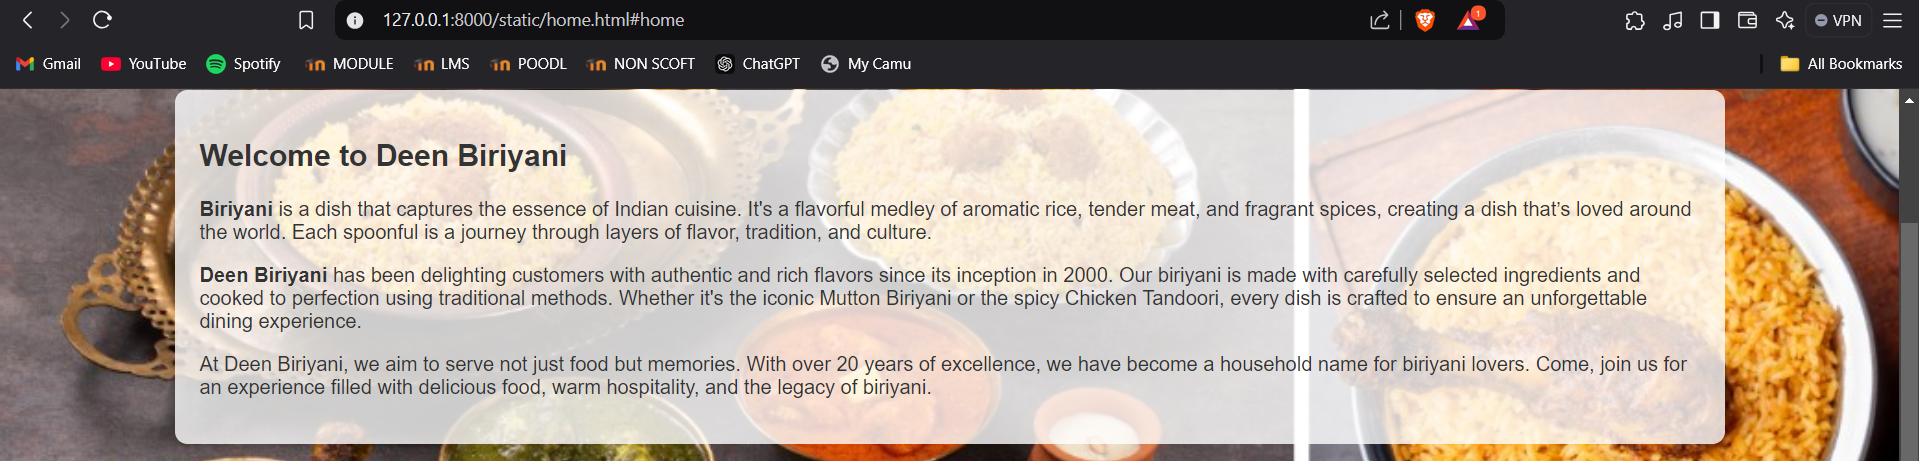 127.0.0.1:8000/static/home.html#home
1
VPN
Gmail YouTube Spotify MODULE LMS POODL NON SCOFT ChatGPT My Camu All Bookmarks
Welcome to Deen Biriyani
Biriyani is a dish that captures the essence of Indian cuisine. It's a flavorful medley of aromatic rice, tender meat, and fragrant spices, creating a dish that’s loved around
the world. Each spoonful is a journey through layers of flavor, tradition, and culture.
Deen Biriyani has been delighting customers with authentic and rich flavors since its inception in 2000. Our biriyani is made with carefully selected ingredients and
cooked to perfection using traditional methods. Whether it's the iconic Mutton Biriyani or the spicy Chicken Tandoori, every dish is crafted to ensure an unforgettable
dining experience.
At Deen Biriyani, we aim to serve not just food but memories. With over 20 years of excellence, we have become a household name for biriyani lovers. Come, join us for
an experience filled with delicious food, warm hospitality, and the legacy of biriyani.